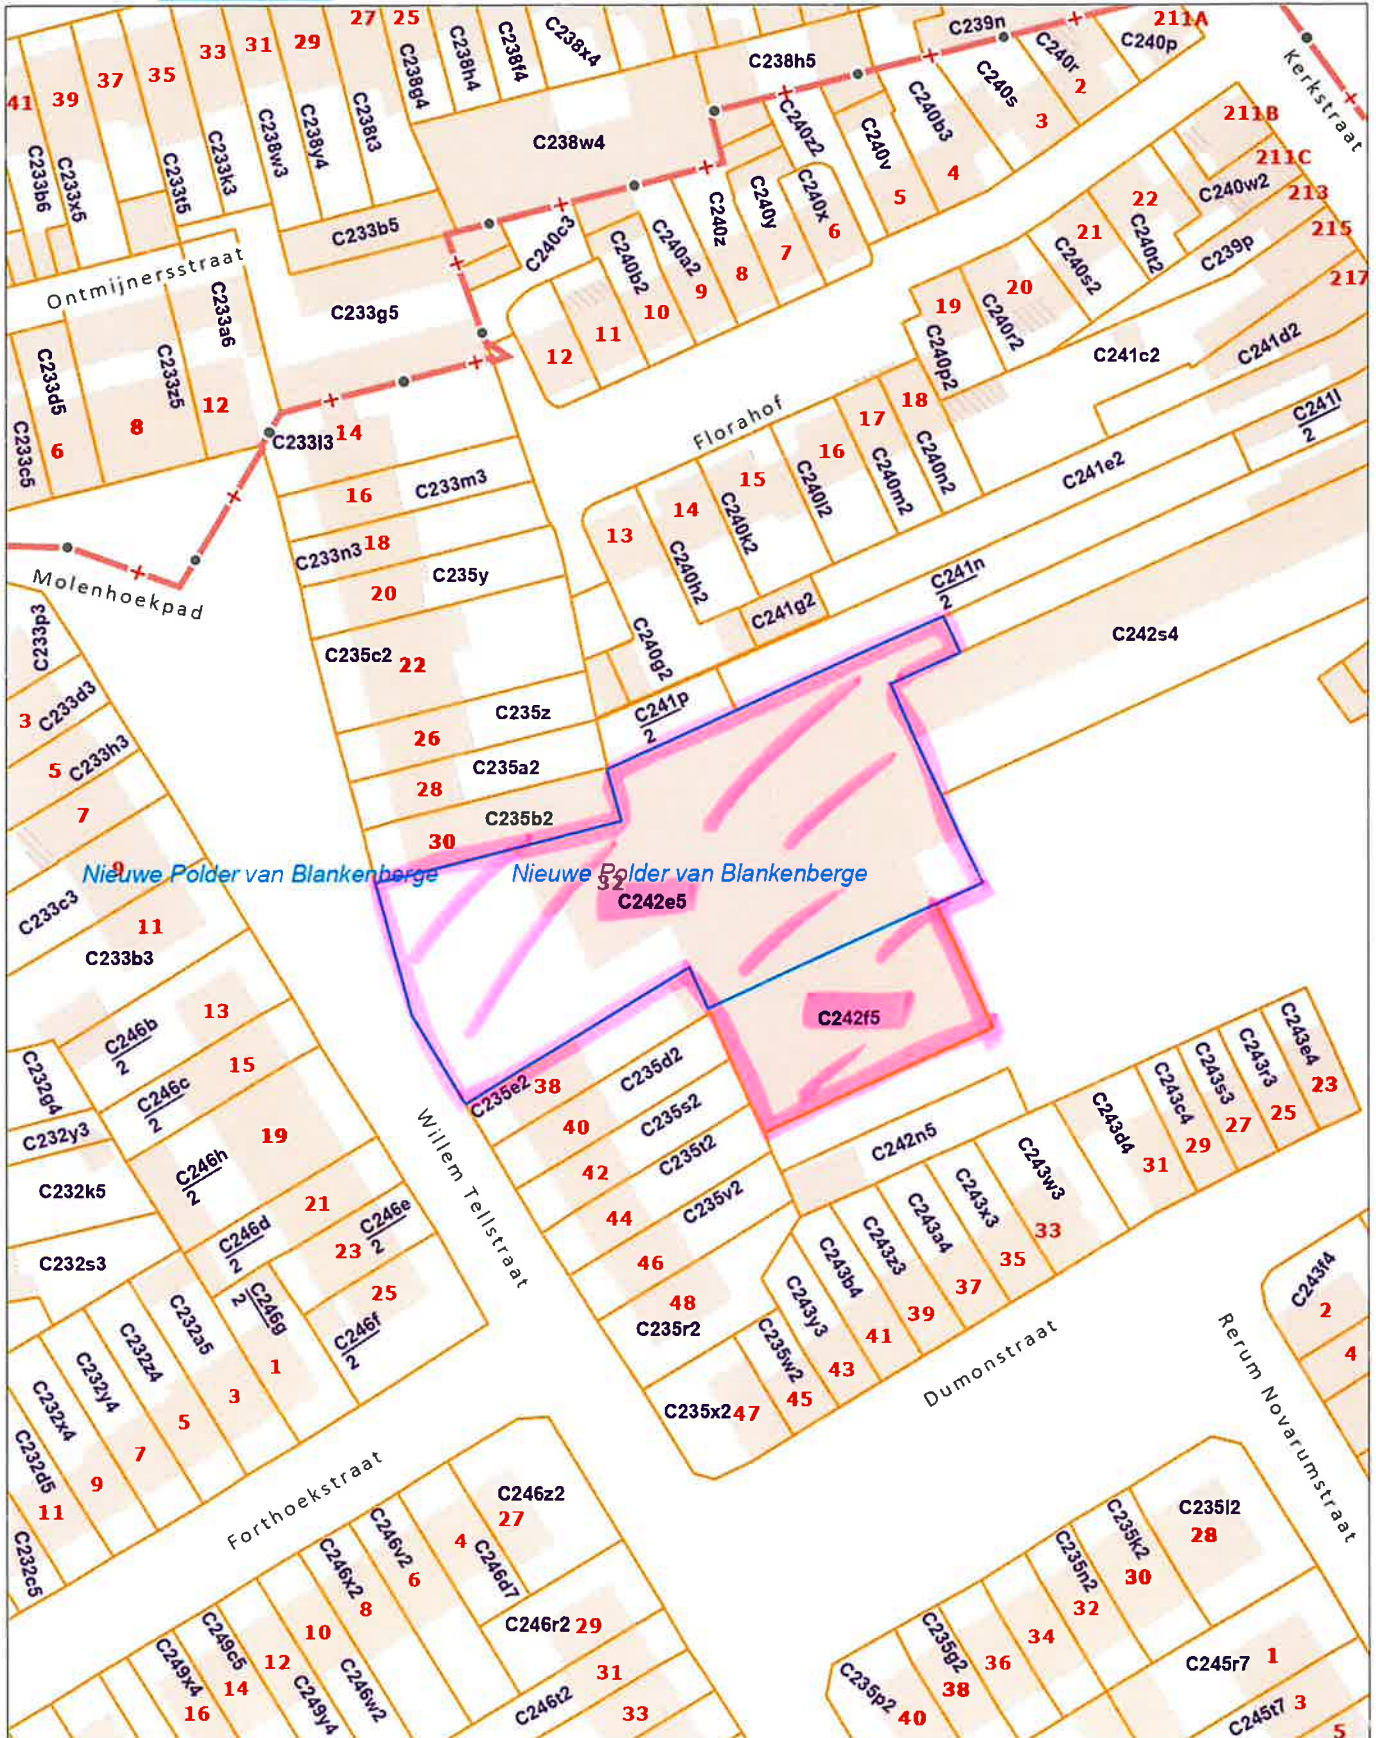 27 25
211A
C239n
C240p
33 31 29
C238g4
C238h4
C238f4
C238x4
C238h5
C240r
2
Kerkstraat
41 39 37 35
C233b6
C233x5
C233t5
C233k3
C238w3
C238y4
C238t3
C238w4
C240z2
C240v
5
C240b3
4
C240s
3
211B
211C
C240w2
213
215
217
22
C240t2
21
C240s2
C239p
C233b5
C240c3
C240b2
C240a2
C240z
C240y
C240x
6
7
8
9
10
11
12
Ontmijnersstraat
C233a6
C233g5
20
C240r2
19
C240p2
C241c2
C241d2
C233d5
C233z5
12
8
6
C233c5
C233l3
14
Florahof
18
17
16
15
14
13
C240n2
C240m2
C240l2
C240k2
C240h2
C240g2
C241l
2
C241e2
16
C233m3
C233n3
18
C235y
20
C241n
2
C241g2
Molenhoekpad
C233p3
C242s4
C235c2
22
3
C233d3
C235z
C241p
2
26
5
C233h3
C235a2
28
7
C235b2
30
9
Nieuwe Polder van Blankenberge
Nieuwe Polder van Blankenberge
32
C242e5
C233c3
11
C233b3
13
C246b
2
C242f5
15
C246c
2
C232g4
C235e2
38
C235d2
C243e4
23
C243r3
25
C243s3
27
C243c4
29
C243d4
31
C232y3
19
40
C235s2
C242n5
C246h
2
42
C235t2
C243w3
33
C232k5
Willem Tellstraat
21
44
C235v2
C243x3
35
C246d
2
23
C246e
2
46
C243a4
37
C232s3
25
48
C243z3
39
C243f4
2
C246g
2
C246f
2
C235r2
C243b4
41
4
C232a5
1
C243y3
43
Rerum Novarumstraat
C232z4
3
C235w2
45
C232y4
5
C235x2
47
Dumonstraat
C232x4
7
C232d5
9
11
C232c5
Forthoekstraat
C246z2
27
C235l2
28
C246v2
4
C246d7
C235k2
30
C246x2
6
C235n2
32
8
C246r2
29
34
C249c5
10
C235g2
36
C245r7
1
C249x4
12
31
38
14
C249y4
C246w2
C246t2
33
C235p2
40
C245t7
3
16
5